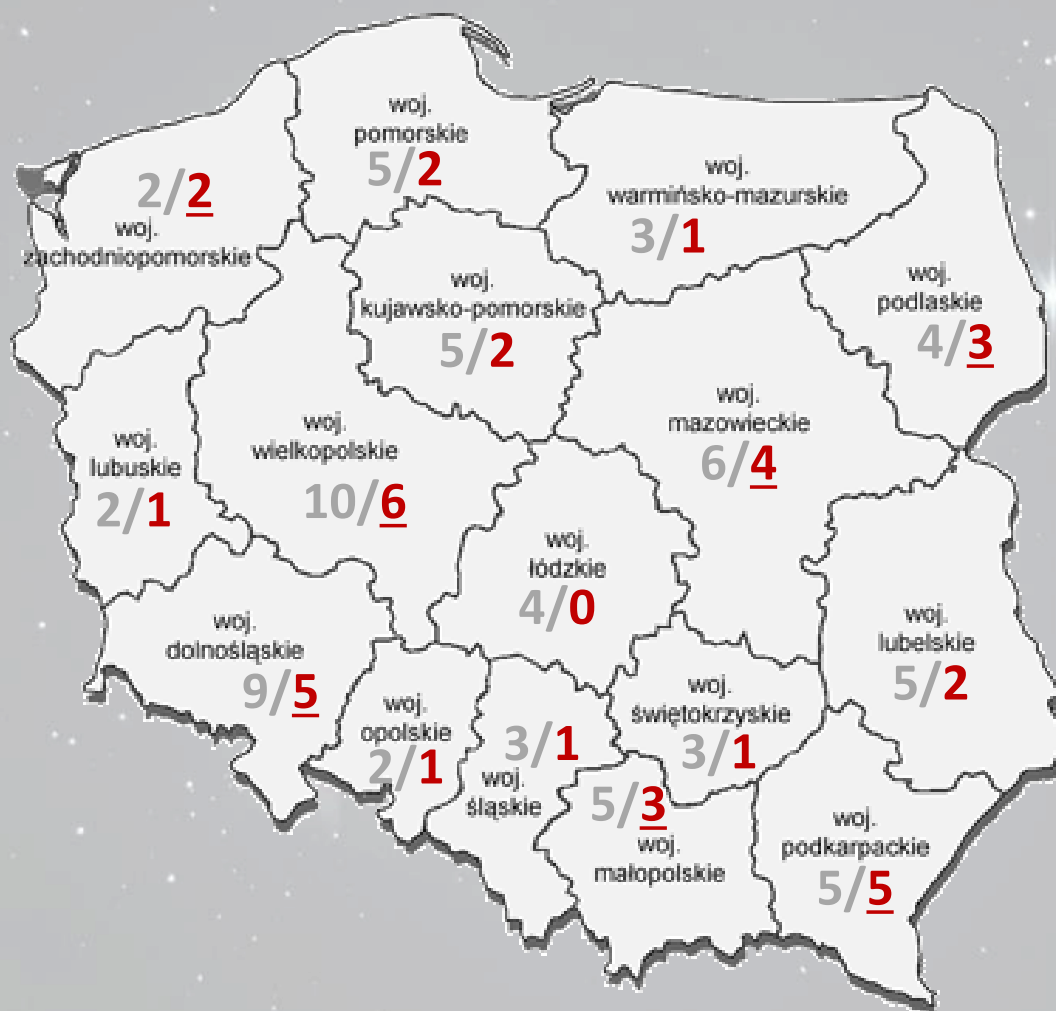 woj.
pomorskie
5/2
2/2
woj.
zachodniopomorskie
woj.
warmińsko-mazurskie
3/1
woj.
kujawsko-pomorskie
5/2
woj.
podlaskie
4/3
woj.
mazowieckie
6/4
woj.
wielkopolskie
10/6
woj.
lubuskie
2/1
woj.
łódzkie
4/0
woj.
dolnośląskie
9/5
woj.
lubelskie
5/2
woj.
opolskie
2/1
3/1
woj.
śląskie
woj.
świętokrzyskie
3/1
5/3
woj.
małopolskie
woj.
podkarpackie
5/5